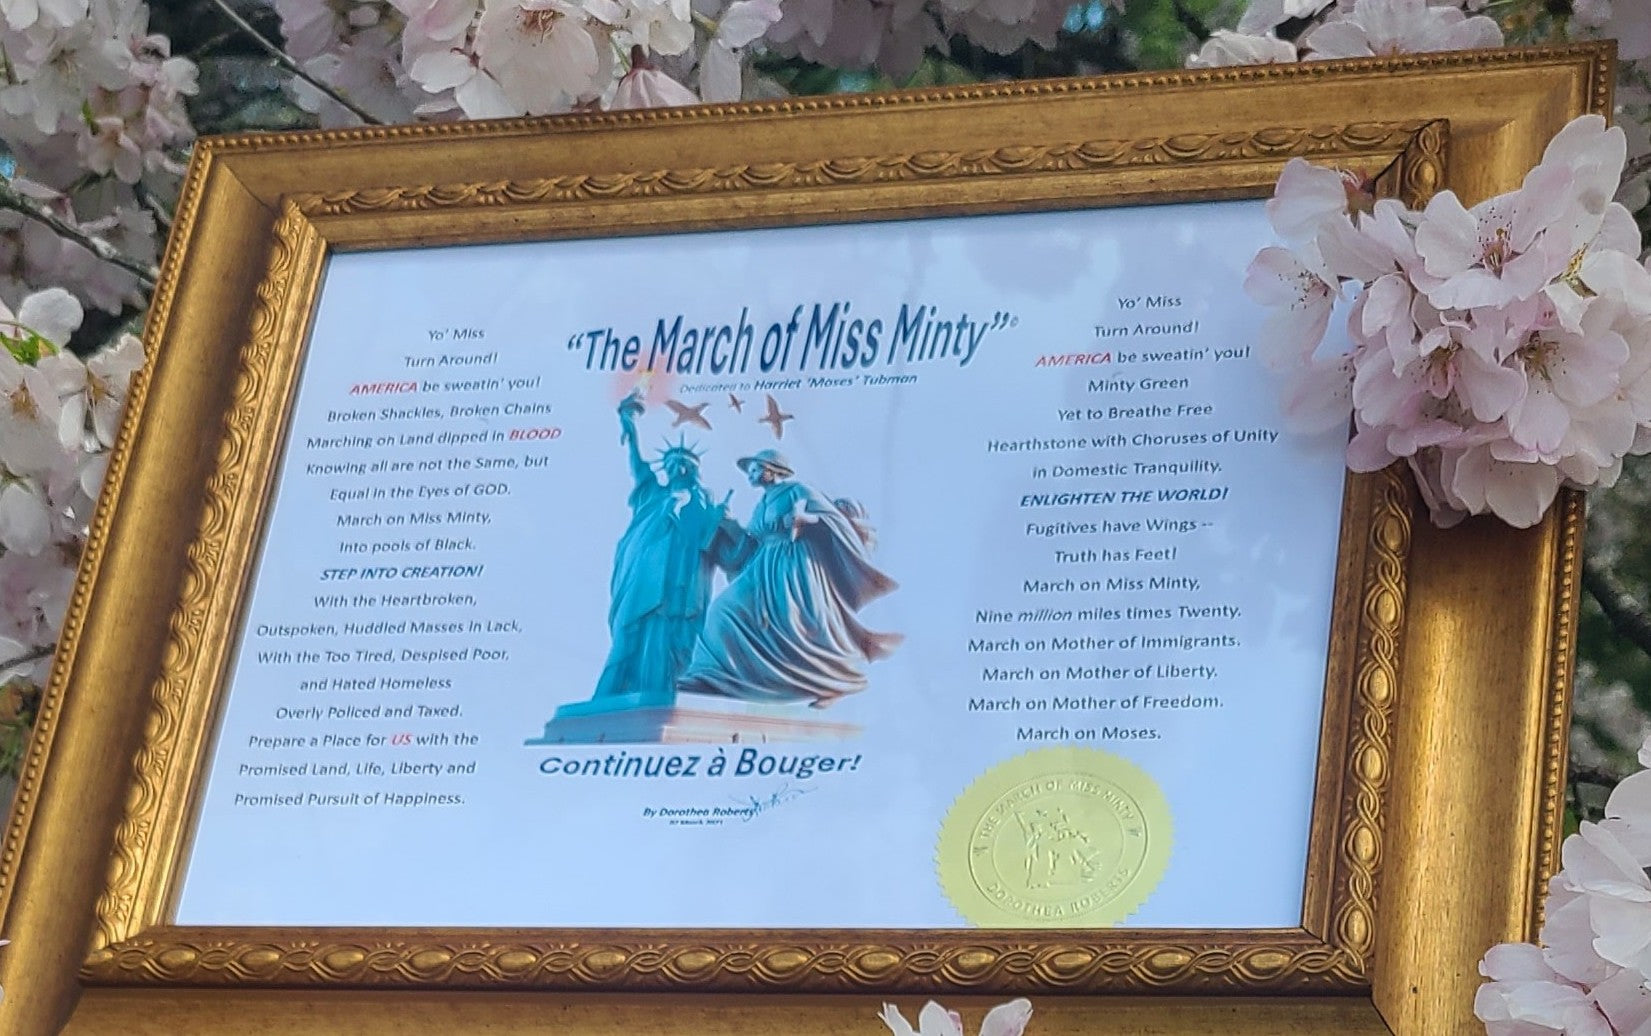 "The March of Miss Minty"©
Dedicated to Harriet 'Moses' Tubman
Yo' Miss
Turn Around!
AMERICA be sweatin' you!
Broken Shackles, Broken Chains
Marching on Land dipped in BLOOD
Knowing all are not the Same, but
Equal in the Eyes of GOD.
March on Miss Minty,
Into pools of Black.
STEP INTO CREATION!
With the Heartbroken,
Outspoken, Huddled Masses in Lack,
With the Too Tired, Despised Poor,
and Hated Homeless
Overly Policed and Taxed.
Prepare a Place for US with the
Promised Land, Life, Liberty and
Promised Pursuit of Happiness.
Yo' Miss
Turn Around!
AMERICA be sweatin' you!
Minty Green
Yet to Breathe Free
Hearthstone with Choruses of Unity
in Domestic Tranquility.
ENLIGHTEN THE WORLD!
Fugitives have Wings --
Truth has Feet!
March on Miss Minty,
Nine million miles times Twenty.
March on Mother of Immigrants.
March on Mother of Liberty.
March on Mother of Freedom.
March on Moses.
Continuez à Bouger!
By Dorothea Roberts
THE MARCH OF MISS MINTY
DOROTHEA ROBERTS